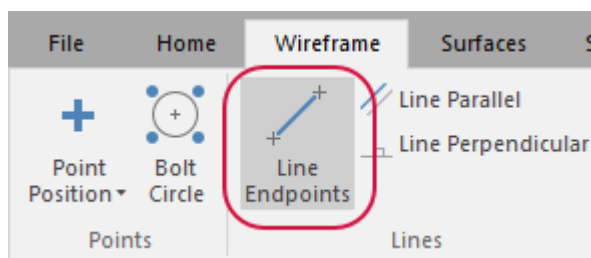 File Home Wireframe Surfaces S
Point Position
Bolt Circle
Line Endpoints
Line Parallel
Line Perpendicular
Points Lines